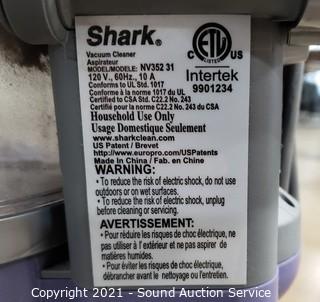 Shark®
Vacuum Cleaner
Aspirateur
MODEL/MODELE: NV352 31
120 V., 60Hz., 10 A
Conforms to UL Std. 1017
Conforme à la norme 1017 du UL
Certified to CSA Std. C22.2 No. 243
Certifié pour la norme C22.2 No. 243 du CSA
ETL
C US
Intertek
9901234
Household Use Only
Usage Domestique Seulement
www.sharkclean.com
US Patent / Brevet
http://www.europro.com/USPatents
Made In China / Fab. en Chine
WARNING:
• To reduce the risk of electric shock, do not use
outdoors or on wet surfaces.
• To reduce the risk of electric shock, unplug
before cleaning or servicing.
AVERTISSEMENT:
• Pour réduire les risques de choc électrique, ne
pas utiliser à l' extérieur et ne pas aspirer de
matières humides.
• Pour éviter les risques de choc électrique,
débrancher avant le nettoyage ou l'entretien.
Copyright 2021 - Sound Auction Service